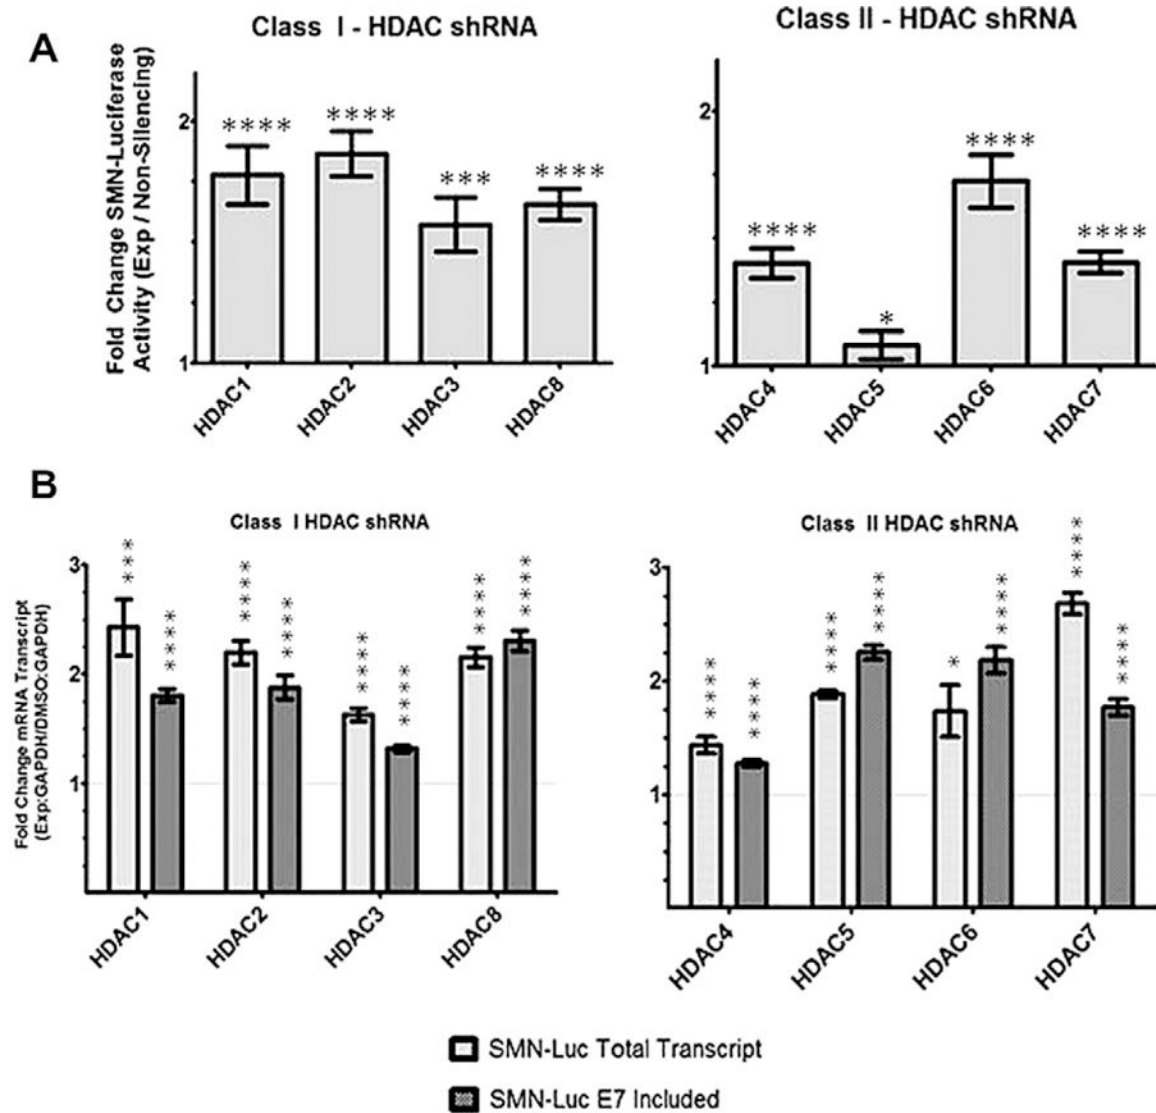 A
Class I - HDAC shRNA
Class II - HDAC shRNA
Fold Change SMN-Luciferase
Activity (Exp / Non-Silencing)
2
1
****
****
***
****
HDAC1
HDAC2
HDAC3
HDAC8
2
1
****
*
****
****
HDAC4
HDAC5
HDAC6
HDAC7
B
Class I HDAC shRNA
Class II HDAC shRNA
Fold Change mRNA Transcript
(Exp:GAPDH/DMSO:GAPDH)
3
2
1
***
****
****
****
****
****
****
****
HDAC1
HDAC2
HDAC3
HDAC8
3
2
1
****
****
****
****
*
****
****
****
HDAC4
HDAC5
HDAC6
HDAC7
SMN-Luc Total Transcript
SMN-Luc E7 Included